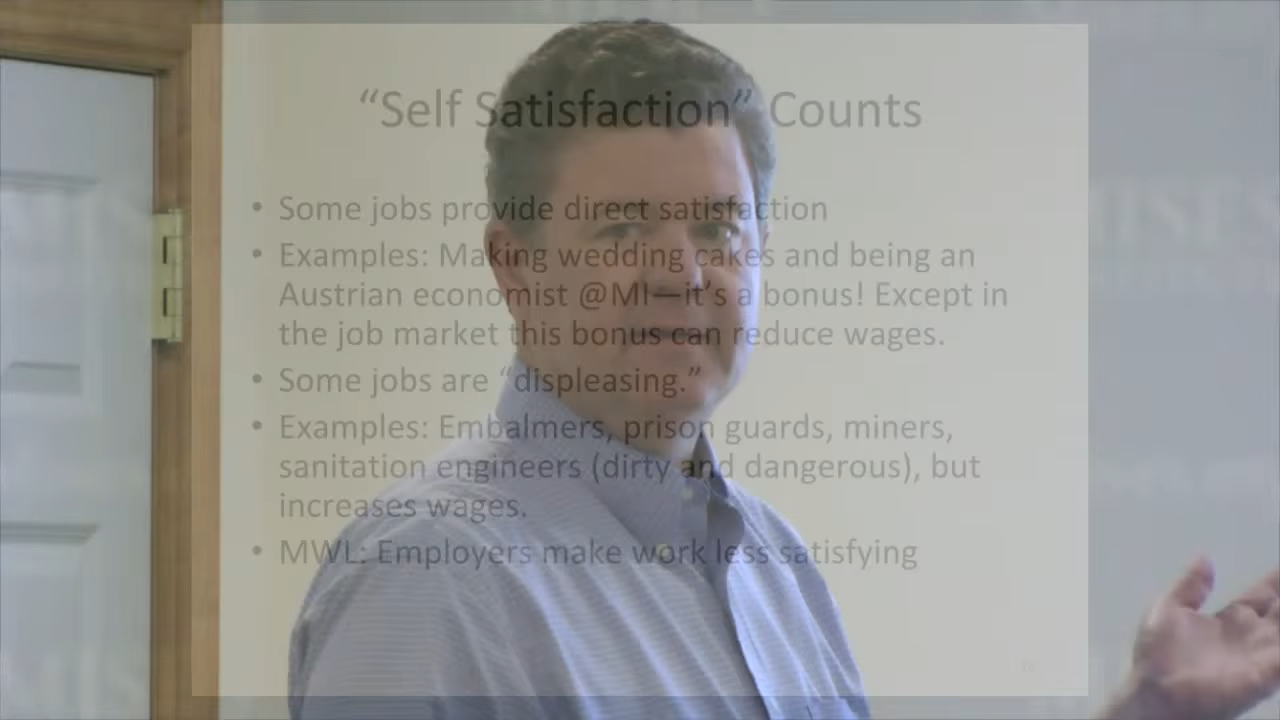 “Self Satisfaction” Counts
• Some jobs provide direct satisfaction
• Examples: Making wedding cakes and being an
Austrian economist @MI—it’s a bonus! Except in
the job market this bonus can reduce wages.
• Some jobs are “displeasing.”
• Examples: Embalmers, prison guards, miners,
sanitation engineers (dirty and dangerous), but
increases wages.
• MWL: Employers make work less satisfying